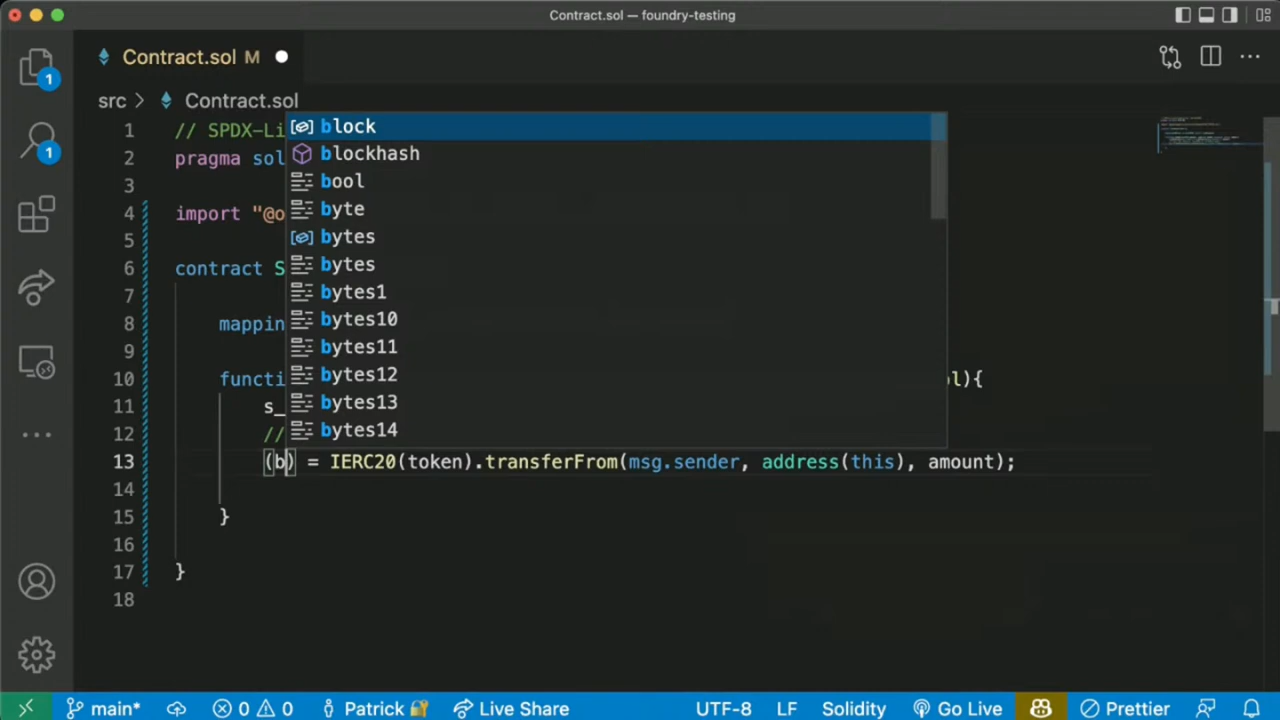 Contract.sol — foundry-testing
Contract.sol M
1
src > Contract.sol
1
1 // SPDX-Li
2 pragma sol
3
4 import "@o
5
6 contract S
7
8 mappin
9
10 functi ol){
11 s_
12 //
13 (b) = IERC20(token).transferFrom(msg.sender, address(this), amount);
14
15 }
16
17 }
18
block
blockhash
bool
byte
bytes
bytes
bytes1
bytes10
bytes11
bytes12
bytes13
bytes14
main* 0 0 Patrick Live Share UTF-8 LF Solidity Go Live Prettier